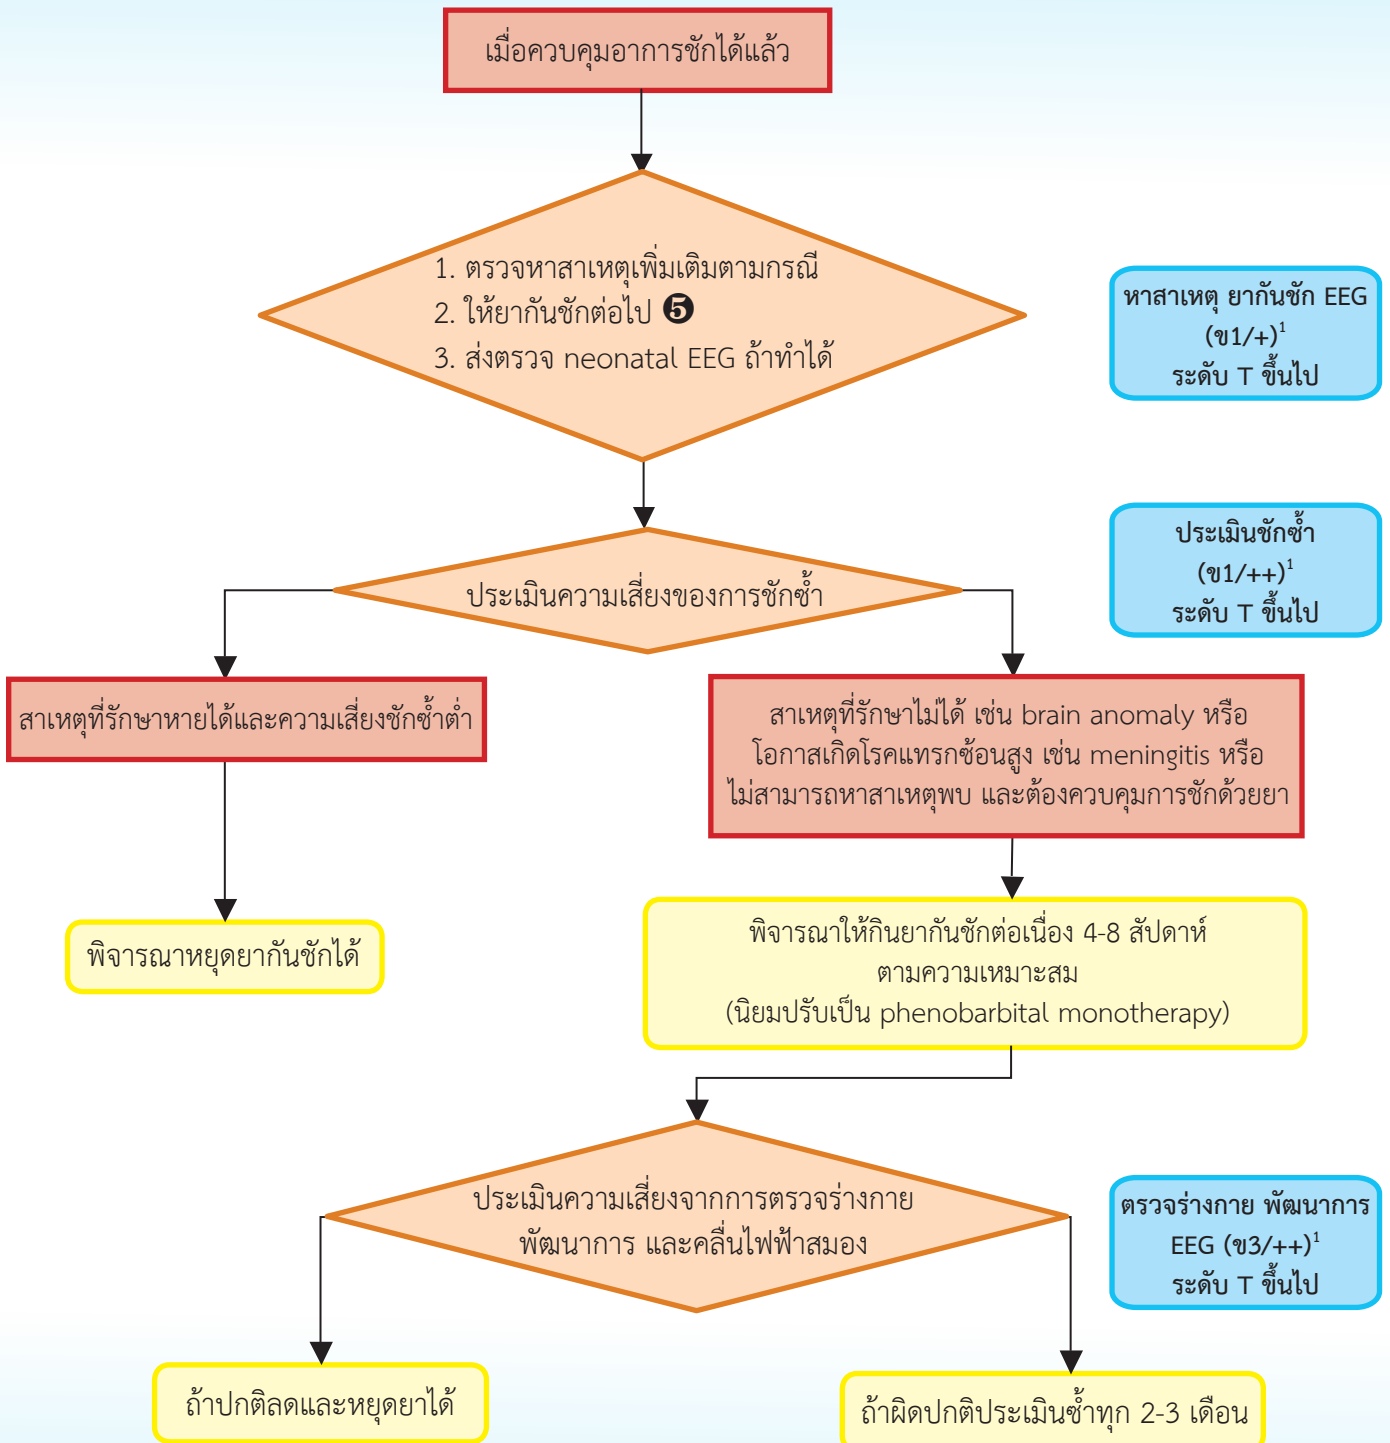 เมื่อควบคุมอาการชักได้แล้ว
1. ตรวจหาสาเหตุเพิ่มเติมตามกรณี
2. ให้ยากันชักต่อไป ❺
3. ส่งตรวจ neonatal EEG ถ้าทำได้
หาสาเหตุ ยากันชัก EEG
(ข1/+)¹
ระดับ T ขึ้นไป
ประเมินความเสี่ยงของการชักซ้ำ
ประเมินชักซ้ำ
(ข1/++)¹
ระดับ T ขึ้นไป
สาเหตุที่รักษาหายได้และความเสี่ยงชักซ้ำต่ำ
สาเหตุที่รักษาไม่ได้ เช่น brain anomaly หรือ
โอกาสเกิดโรคแทรกซ้อนสูง เช่น meningitis หรือ
ไม่สามารถหาสาเหตุพบ และต้องควบคุมการชักด้วยยา
พิจารณาหยุดยากันชักได้
พิจารณาให้กินยากันชักต่อเนื่อง 4-8 สัปดาห์
ตามความเหมาะสม
(นิยมปรับเป็น phenobarbital monotherapy)
ประเมินความเสี่ยงจากการตรวจร่างกาย
พัฒนาการ และคลื่นไฟฟ้าสมอง
ตรวจร่างกาย พัฒนาการ
EEG (ข3/++)¹
ระดับ T ขึ้นไป
ถ้าปกติลดและหยุดยาได้
ถ้าผิดปกติประเมินซ้ำทุก 2-3 เดือน